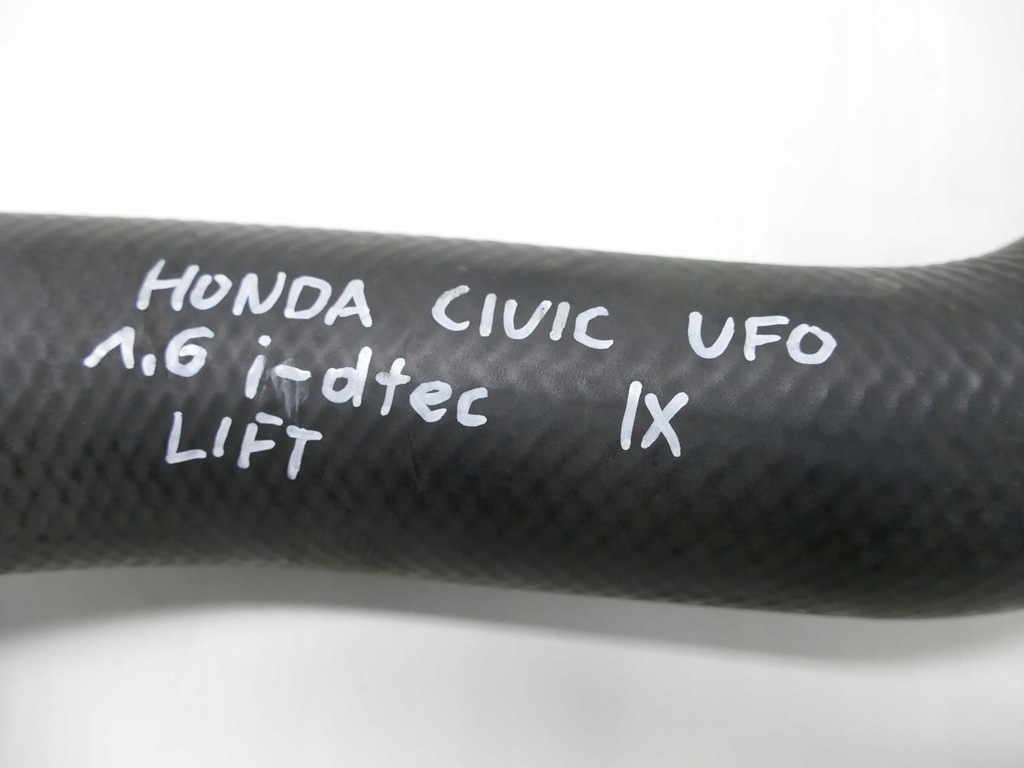 HONDA CIVIC UFO
1.6 i-dtec IX
LIFT